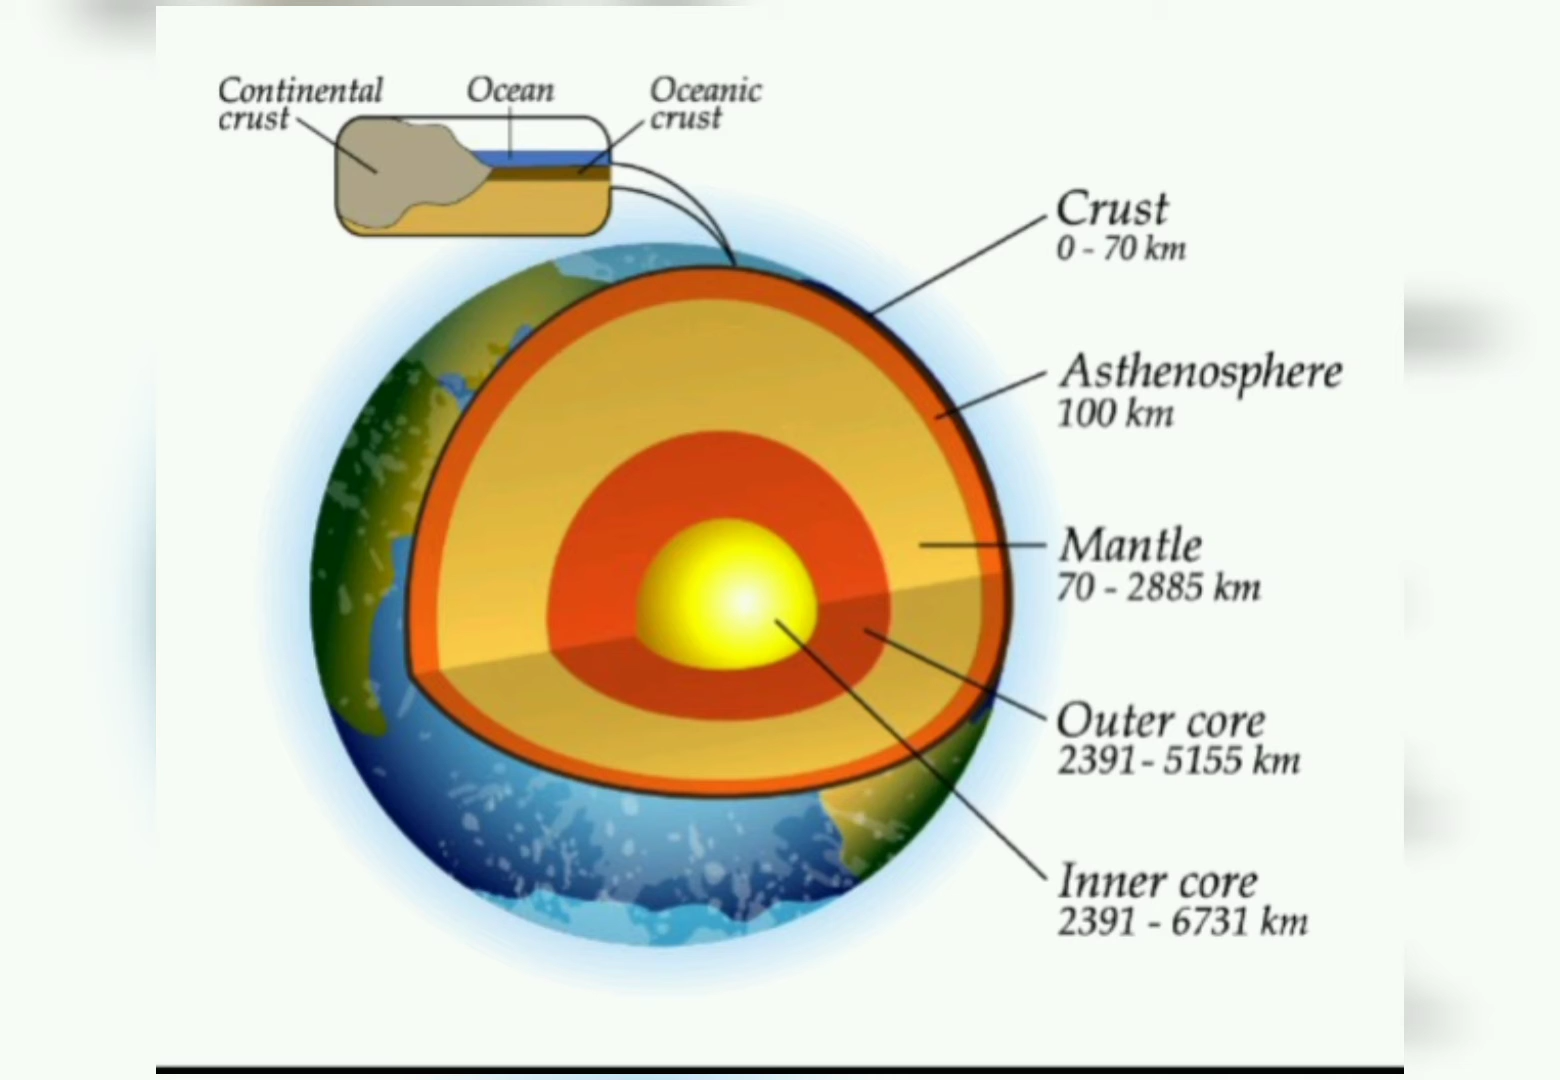 Continental
crust
Ocean
Oceanic
crust
Crust
0 - 70 km
Asthenosphere
100 km
Mantle
70 - 2885 km
Outer core
2391- 5155 km
Inner core
2391 - 6731 km